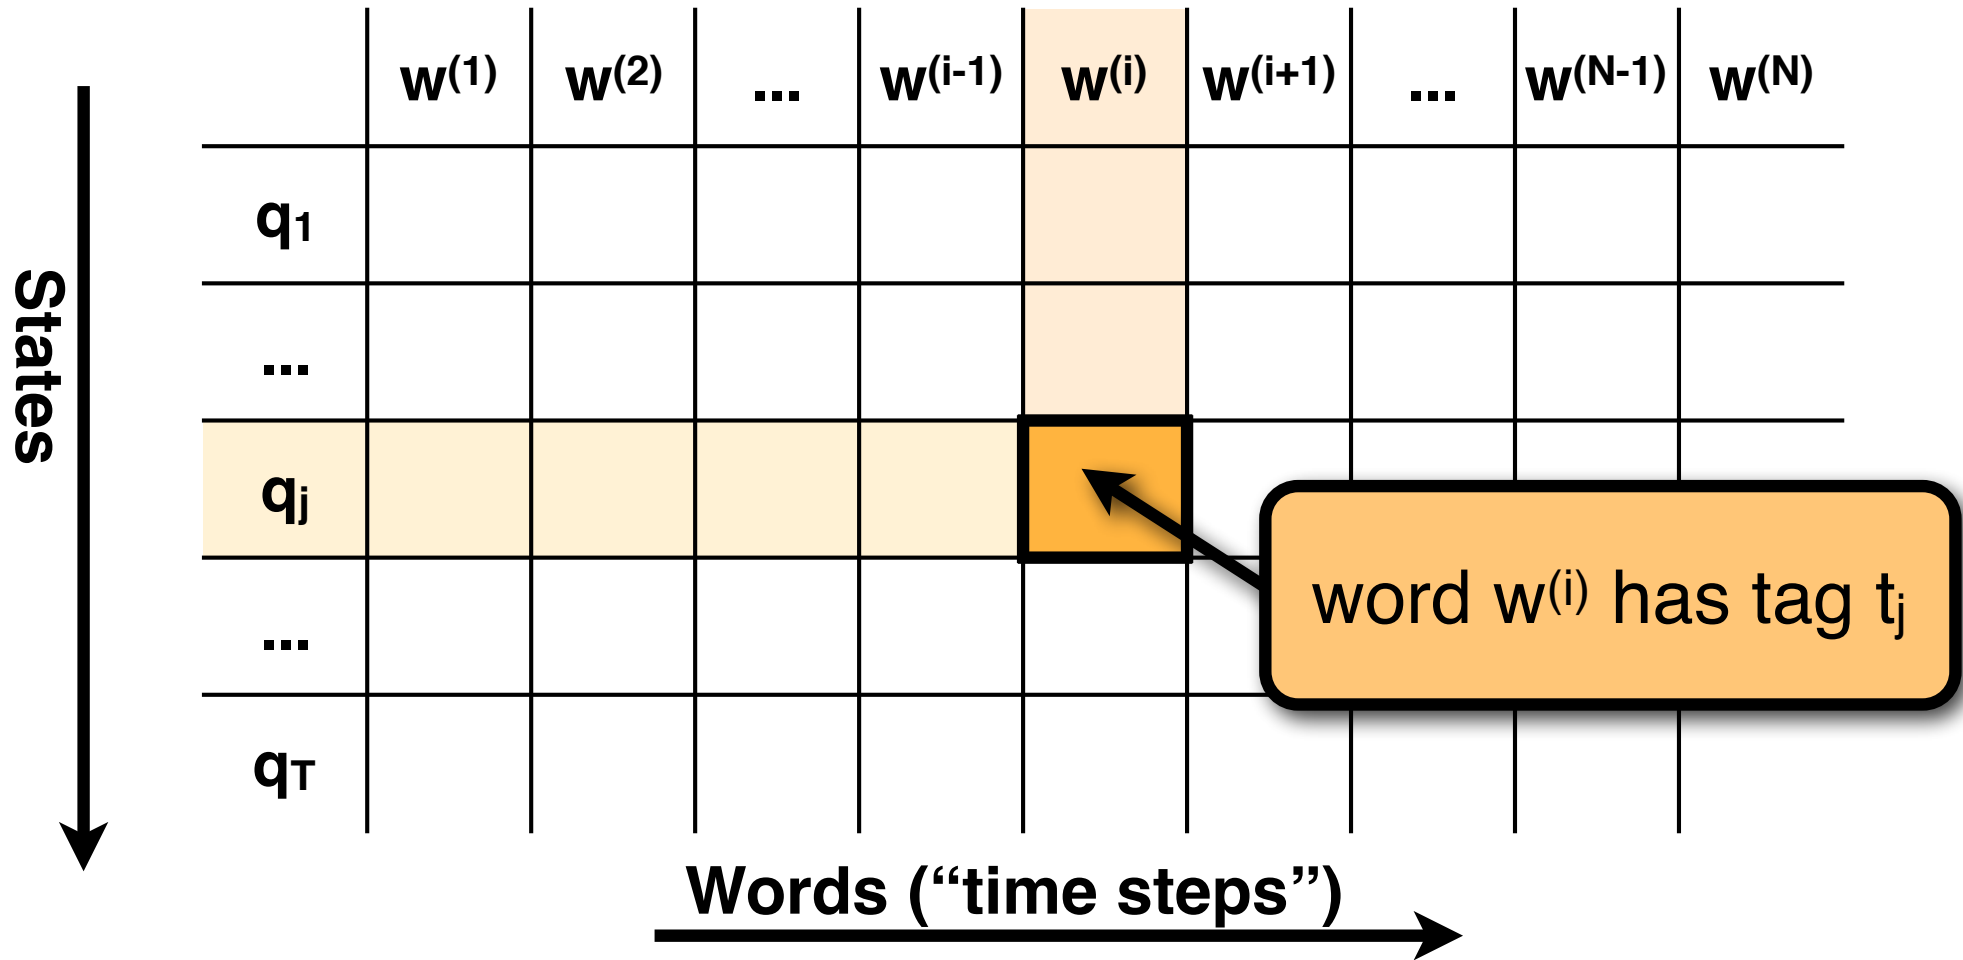 w(1) w(2) ... w(i-1) w(i) w(i+1) ... w(N-1) w(N)
q1
...
qj
...
qT
States
word w(i) has tag tj
Words (“time steps”)